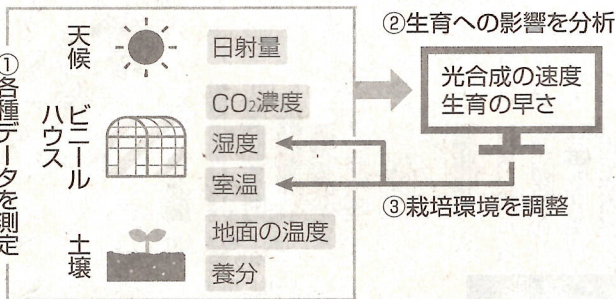 ①各種データを測定
天候
日射量
ビニール
ハウス
CO₂濃度
湿度
室温
土壌
地面の温度
養分
②生育への影響を分析
光合成の速度
生育の早さ
③栽培環境を調整